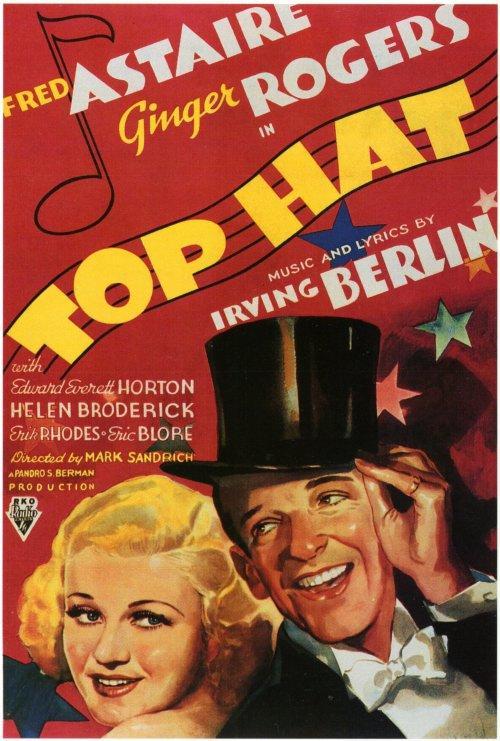 FRED ASTAIRE
Ginger ROGERS
IN
TOP HAT
MUSIC AND LYRICS BY
IRVING BERLIN
with
Edward Everett HORTON
HELEN BRODERICK
Erik RHODES • Eric BLORE
Directed by MARK SANDRICH
A PANDRO S. BERMAN
PRODUCTION
RKO
Radio